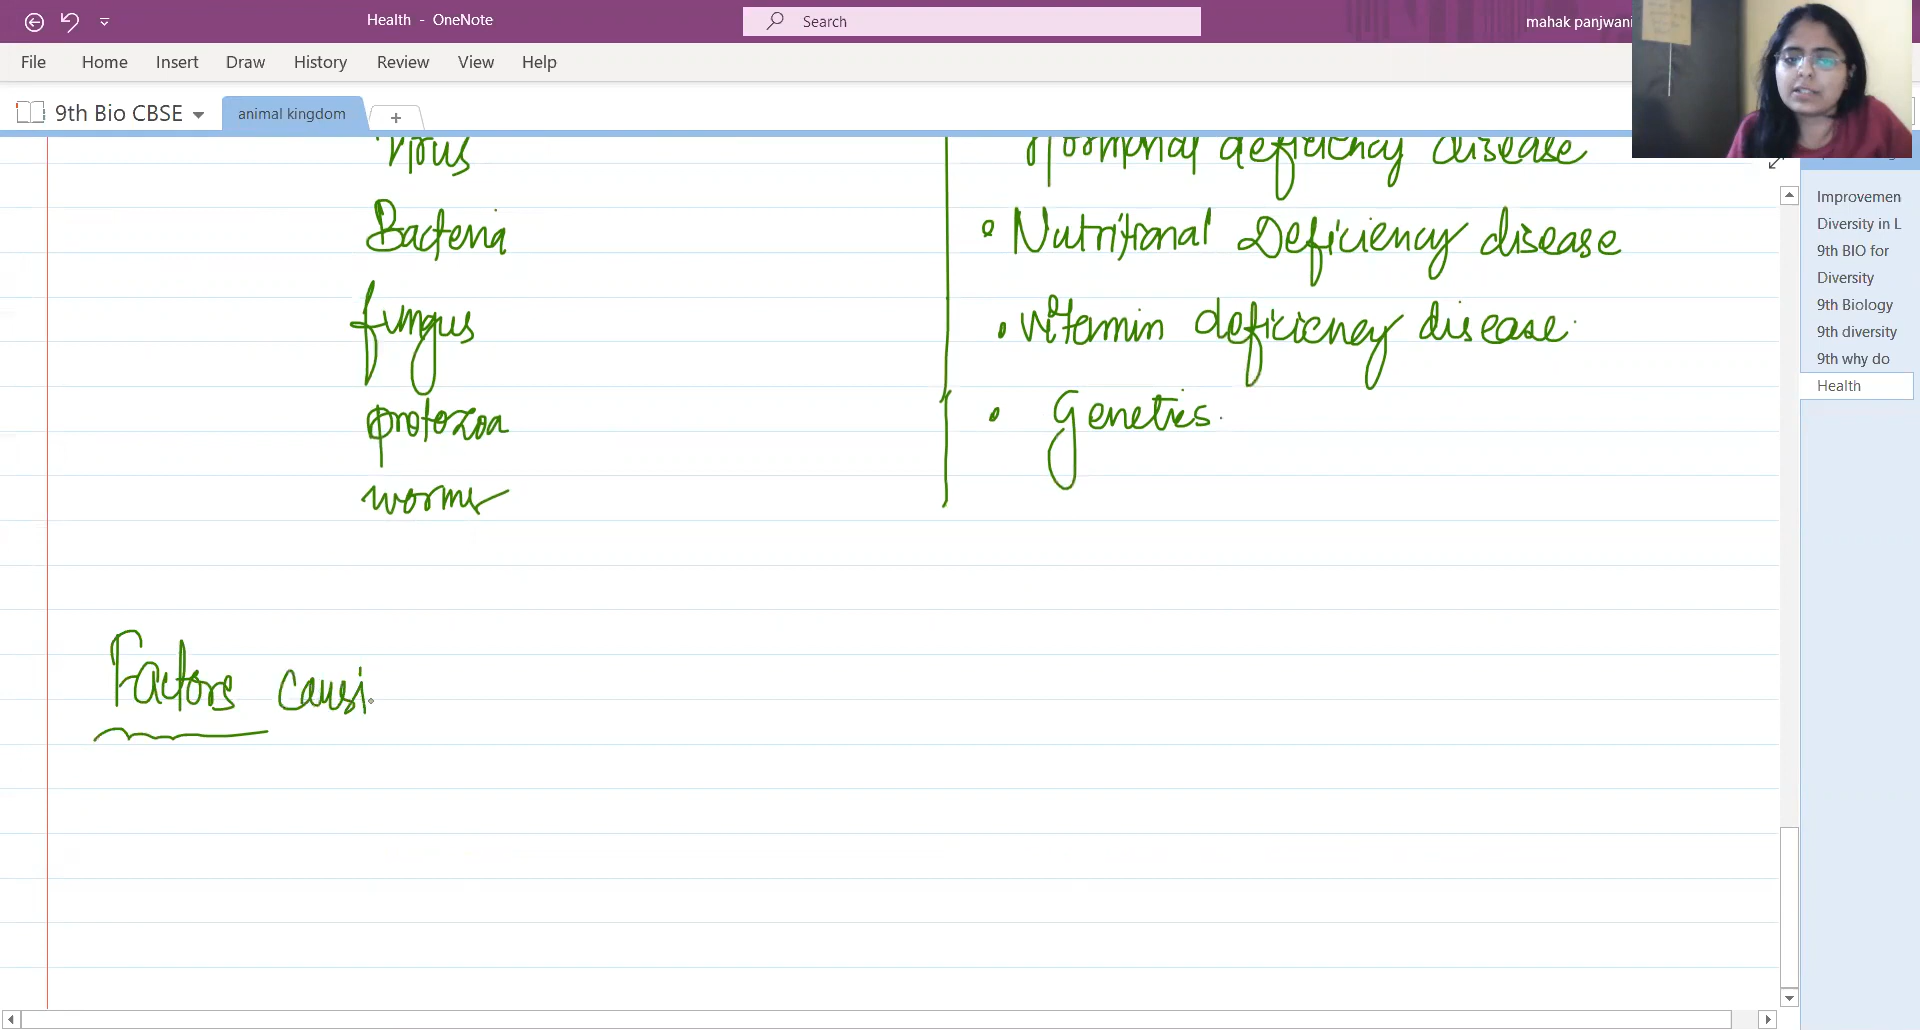 Health - OneNote
Search
mahak panjwani
File Home Insert Draw History Review View Help
9th Bio CBSE
animal kingdom
+
Virus
Bacteria
fungus
protozoa
worms
Hormonal deficiency disease
• Nutritional Deficiency disease
• Vitamin deficiency disease.
• Genetics.
Factors causi
Improvemen
Diversity in L
9th BIO for
Diversity
9th Biology
9th diversity
9th why do
Health